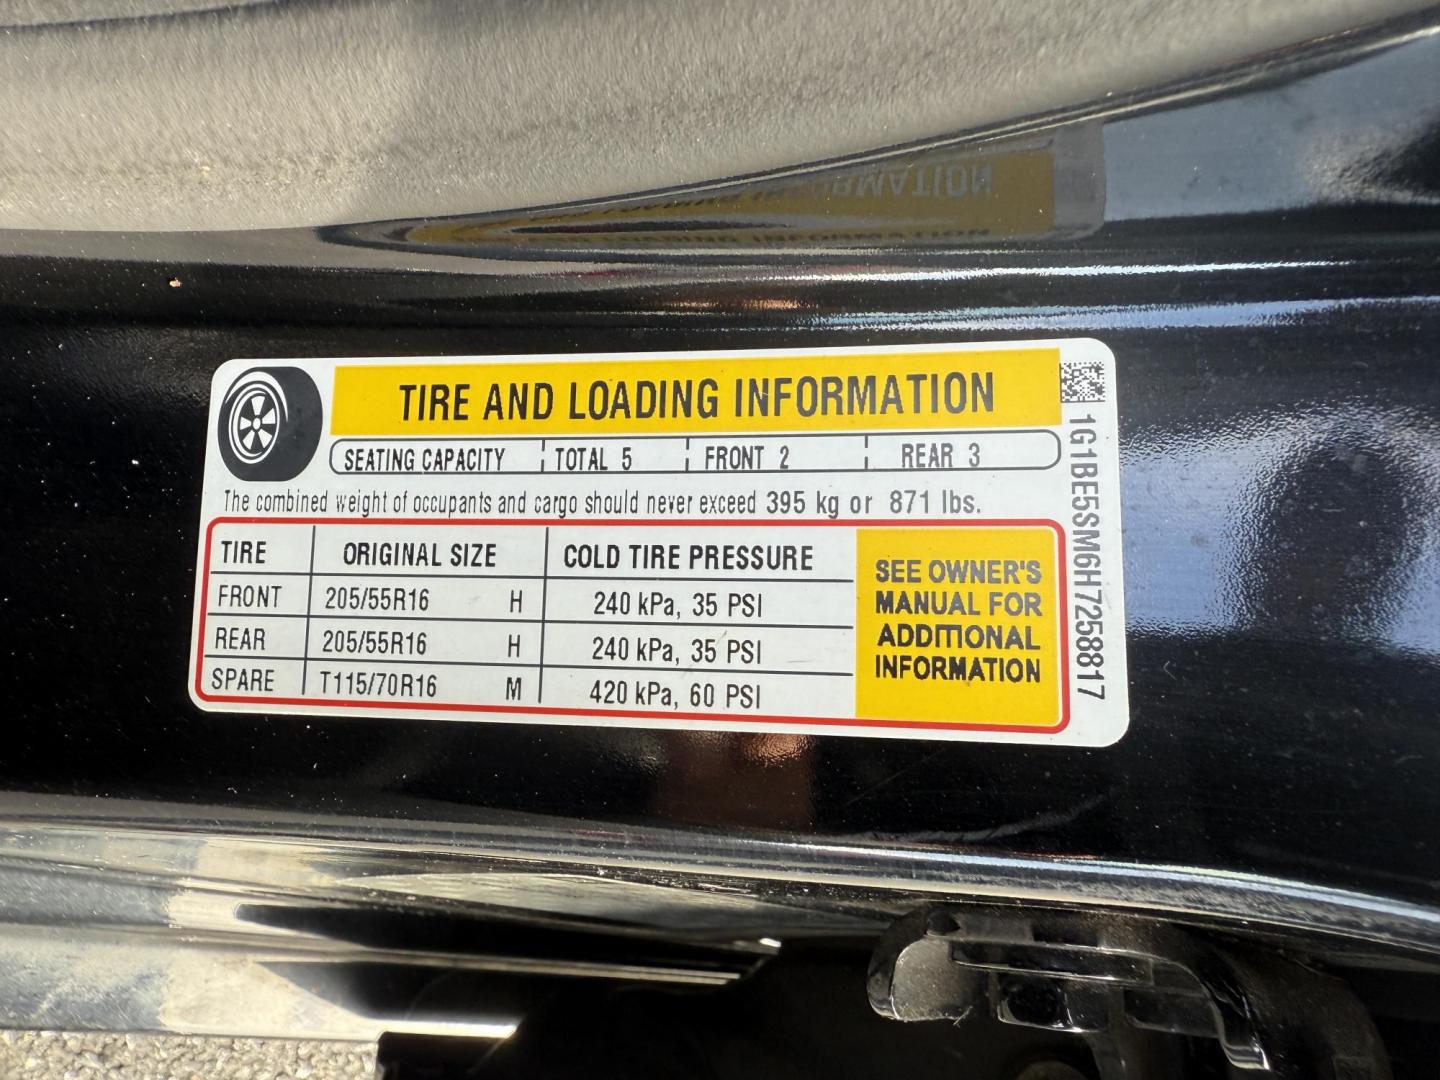 TIRE AND LOADING INFORMATION
SEATING CAPACITY TOTAL 5 FRONT 2 REAR 3
The combined weight of occupants and cargo should never exceed 395 kg or 871 lbs.
TIRE ORIGINAL SIZE COLD TIRE PRESSURE
FRONT 205/55R16 H 240 kPa, 35 PSI
REAR 205/55R16 H 240 kPa, 35 PSI
SPARE T115/70R16 M 420 kPa, 60 PSI
SEE OWNER'S
MANUAL FOR
ADDITIONAL
INFORMATION
1G1BE5SM6H7258817